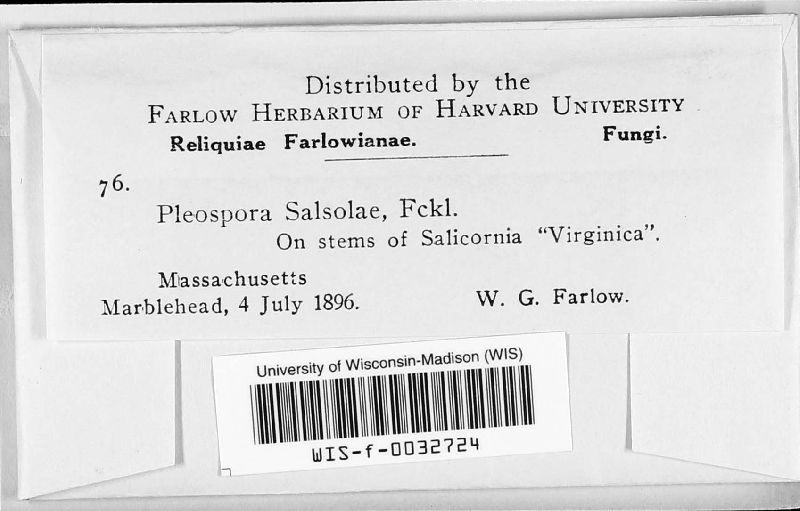 Distributed by the
FARLOW HERBARIUM OF HARVARD UNIVERSITY
Reliquiae Farlowianae. Fungi.
76.
Pleospora Salsolae, Fckl.
On stems of Salicornia “Virginica”.
Massachusetts
Marblehead, 4 July 1896. W. G. Farlow.
University of Wisconsin-Madison (WIS)
WIS-f-0032724